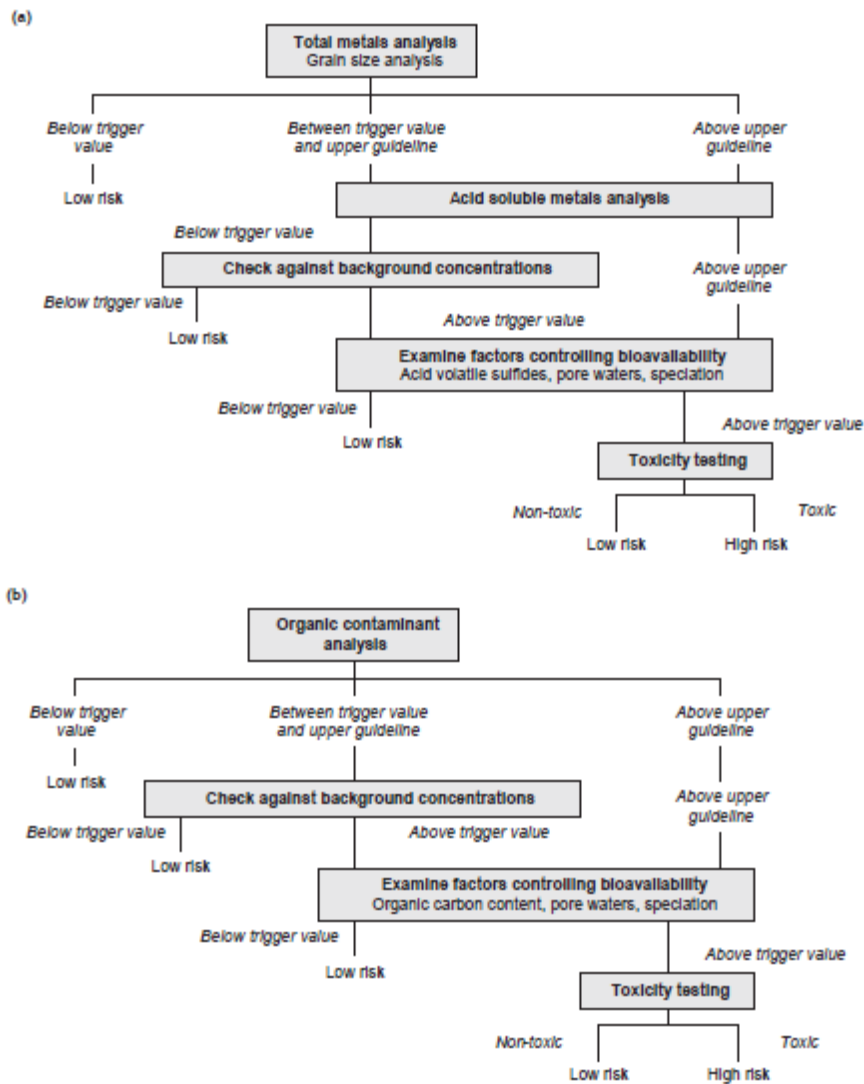 (a)
Total metals analysis
Grain size analysis
Below trigger
value
Between trigger value
and upper guideline
Above upper
guideline
Low risk
Acid soluble metals analysis
Below trigger value
Check against background concentrations
Above upper
guideline
Below trigger value
Low risk
Above trigger value
Examine factors controlling bioavailability
Acid volatile sulfides, pore waters, speciation
Below trigger value
Low risk
Above trigger value
Toxicity testing
Non-toxic
Toxic
Low risk
High risk
(b)
Organic contaminant
analysis
Below trigger
value
Between trigger value
and upper guideline
Above upper
guideline
Low risk
Check against background concentrations
Above upper
guideline
Below trigger value
Above trigger value
Low risk
Examine factors controlling bioavailability
Organic carbon content, pore waters, speciation
Below trigger value
Low risk
Above trigger value
Toxicity testing
Non-toxic
Toxic
Low risk
High risk